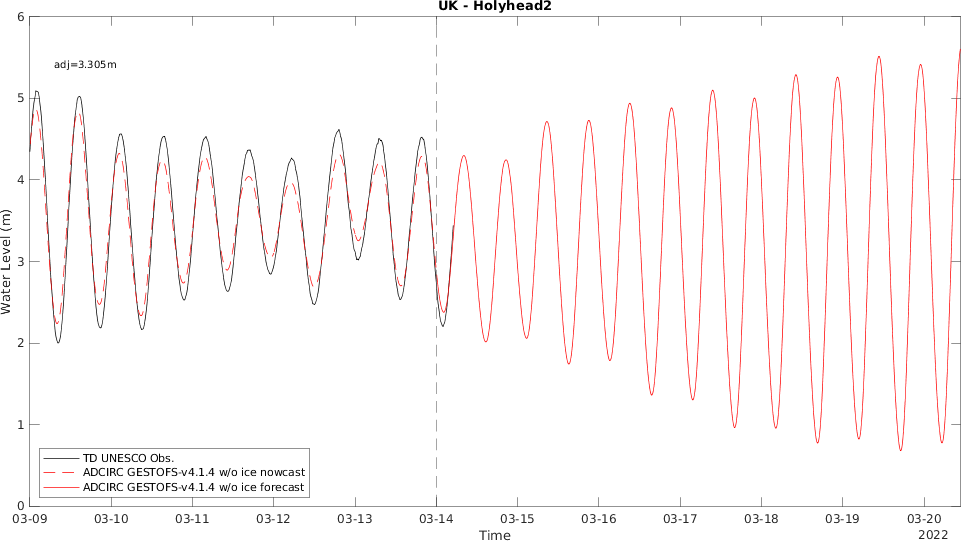 UK - Holyhead2
adj=3.305m
Water Level (m)
6
5
4
3
2
1
0
TD UNESCO Obs.
ADCIRC GESTOFS-v4.1.4 w/o ice nowcast
ADCIRC GESTOFS-v4.1.4 w/o ice forecast
03-09 03-10 03-11 03-12 03-13 03-14 03-15 03-16 03-17 03-18 03-19 03-20
Time
2022